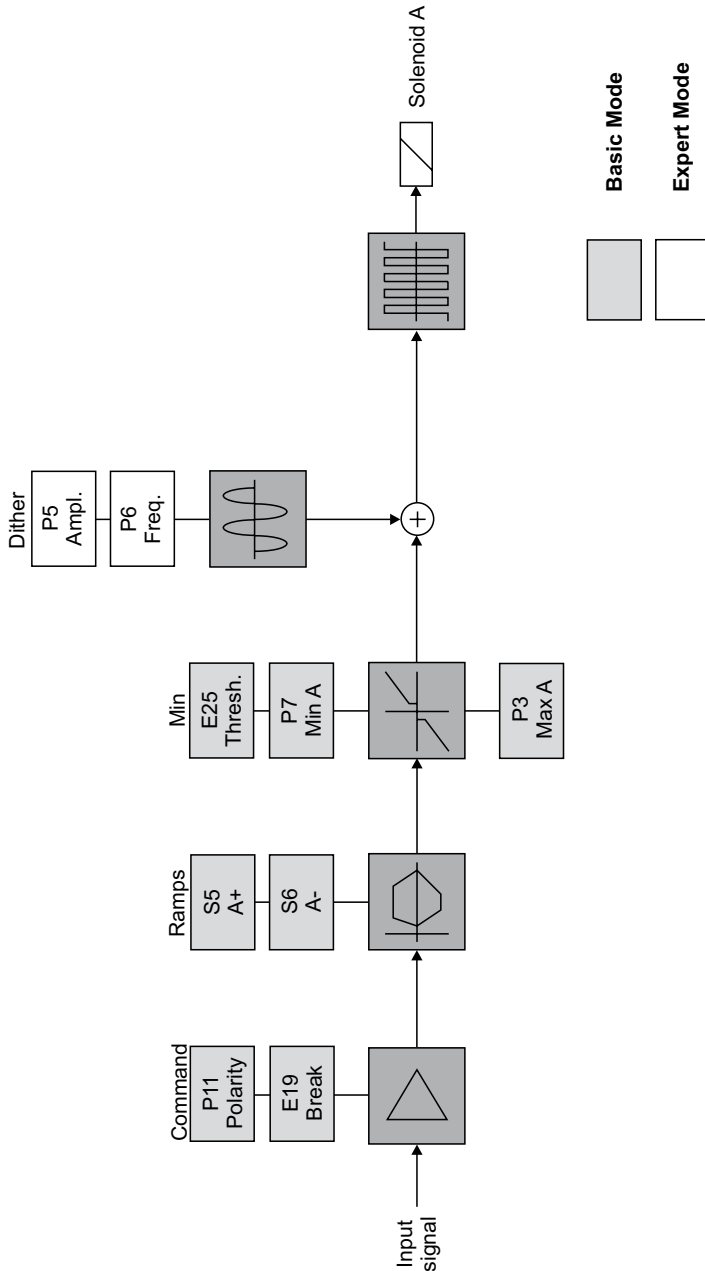 Input
signal
Command
P11
Polarity
E19
Break
Ramps
S5
A+
S6
A-
Min
E25
Thresh.
P7
Min A
P3
Max A
Dither
P5
Ampl.
P6
Freq.
+
Solenoid A
Basic Mode
Expert Mode